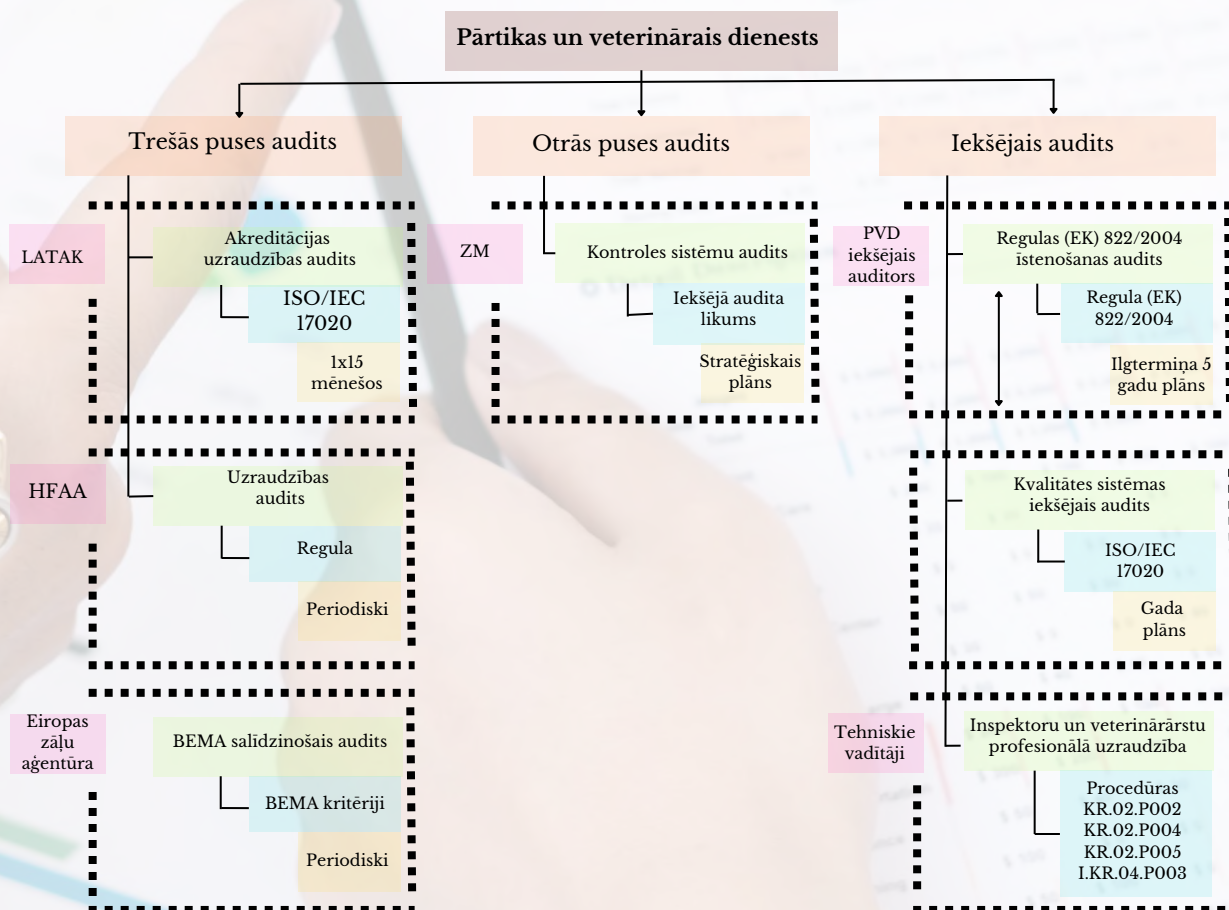 Pārtikas un veterinārais dienests
Trešās puses audits
LATAK
Akreditācijas
uzraudzības audits
ISO/IEC
17020
1x15
mēnešos
HFAA
Uzraudzības
audits
Regula
Periodiski
Eiropas
zāļu
aģentūra
BEMA salīdzinošais audits
BEMA kritēriji
Periodiski
Otrās puses audits
ZM
Kontroles sistēmu audits
Iekšējā audita
likums
Stratēģiskais
plāns
Iekšējais audits
PVD
iekšējais
auditors
Regulas (EK) 822/2004
īstenošanas audits
Regula (EK)
822/2004
Ilgtermiņa 5
gadu plāns
Kvalitātes sistēmas
iekšējais audits
ISO/IEC
17020
Gada
plāns
Tehniskie
vadītāji
Inspektoru un veterinārārstu
profesionālā uzraudzība
Procedūras
KR.02.P002
KR.02.P004
KR.02.P005
I.KR.04.P003